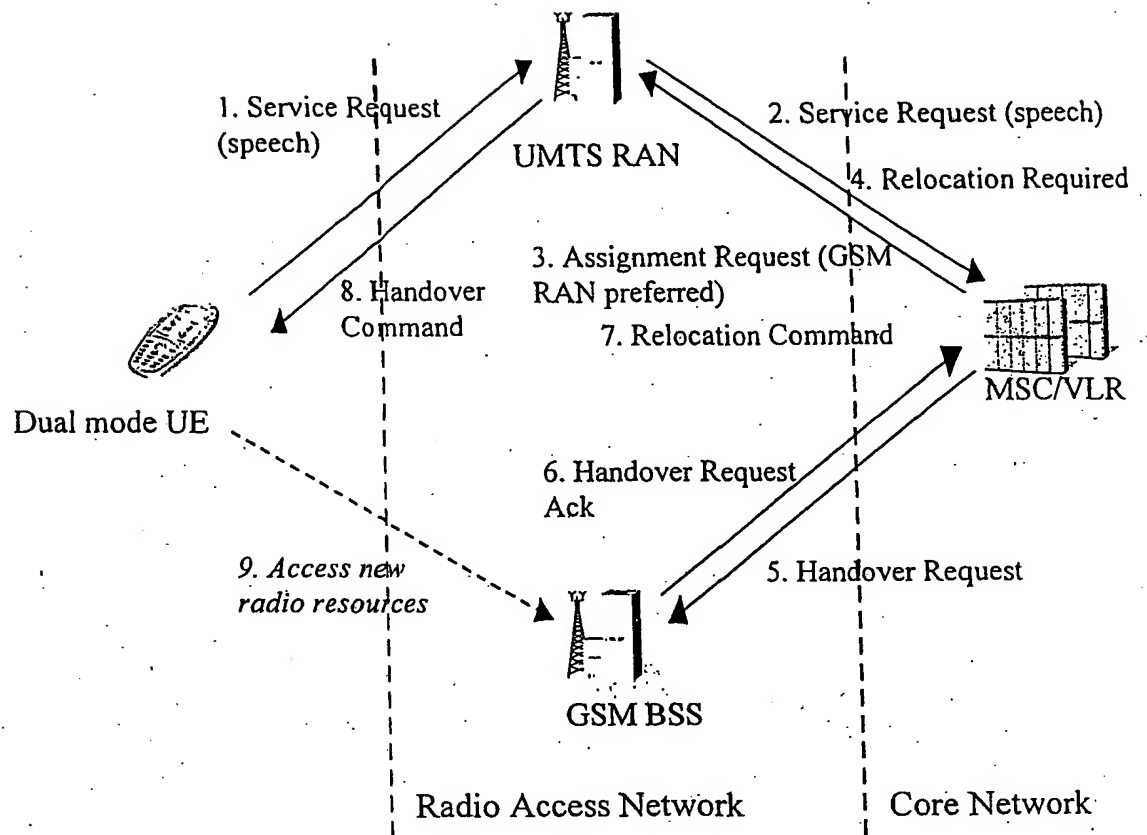 1. Service Request
(speech)
UMTS RAN
2. Service Request (speech)
4. Relocation Required
3. Assignment Request (GSM
RAN preferred)
8. Handover
Command
7. Relocation Command
MSC/VLR
Dual mode UE
6. Handover Request
Ack
9. Access new
radio resources
5. Handover Request
GSM BSS
Radio Access Network
Core Network